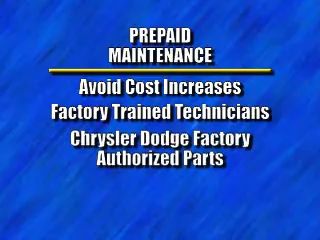 PREPAID
MAINTENANCE
Avoid Cost Increases
Factory Trained Technicians
Chrysler Dodge Factory
Authorized Parts